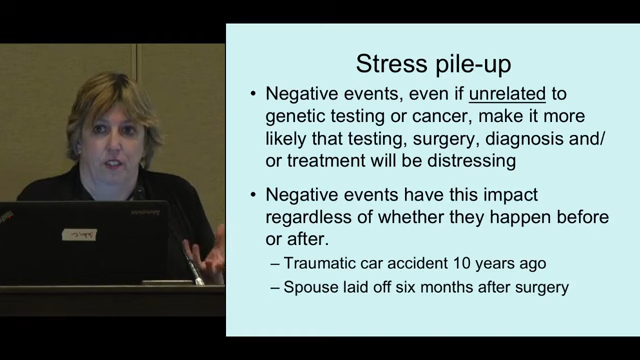 Stress pile-up
• Negative events, even if unrelated to
genetic testing or cancer, make it more
likely that testing, surgery, diagnosis and/
or treatment will be distressing
• Negative events have this impact
regardless of whether they happen before
or after.
– Traumatic car accident 10 years ago
– Spouse laid off six months after surgery
lenovo